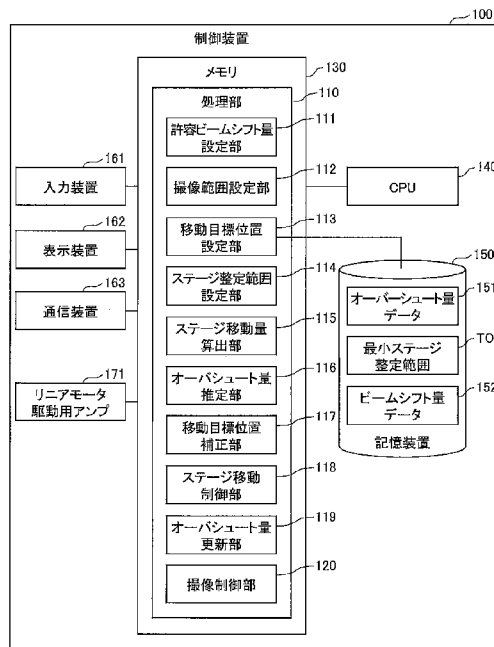 100
制御装置
メモリ
130
処理部
110
許容ビームシフト量
設定部
111
撮像範囲設定部
112
移動目標位置
設定部
113
ステージ整定範囲
設定部
114
ステージ移動量
算出部
115
オーバシュート量
推定部
116
移動目標位置
補正部
117
ステージ移動
制御部
118
オーバシュート量
更新部
119
撮像制御部
120
161
入力装置
162
表示装置
163
通信装置
171
リニアモータ
駆動用アンプ
140
CPU
150
オーバーシュート量
データ
151
最小ステージ
整定範囲
TO
ビームシフト量
データ
152
記憶装置